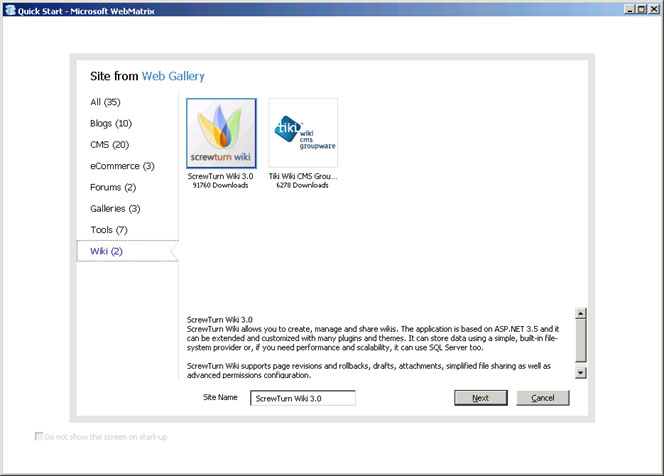 Quick Start - Microsoft WebMatrix
Site from Web Gallery
All (35)
Blogs (10)
CMS (20)
eCommerce (3)
Forums (2)
Galleries (3)
Tools (7)
Wiki (2)
screwturn wiki
ScrewTurn Wiki 3.0
91760 Downloads
tiki wiki
cms
groupware
Tiki Wiki CMS Grou...
6278 Downloads
ScrewTurn Wiki 3.0
ScrewTurn Wiki allows you to create, manage and share wikis. The application is based on ASP.NET 3.5 and it
can be extended and customized with many plugins and themes. It can store data using a simple, built-in file-
system provider or, if you need performance and scalability, it can use SQL Server too.
ScrewTurn Wiki supports page revisions and rollbacks, drafts, attachments, simplified file sharing as well as
advanced permissions configuration.
Site Name
ScrewTurn Wiki 3.0
Next
Cancel
Do not show this screen on start-up